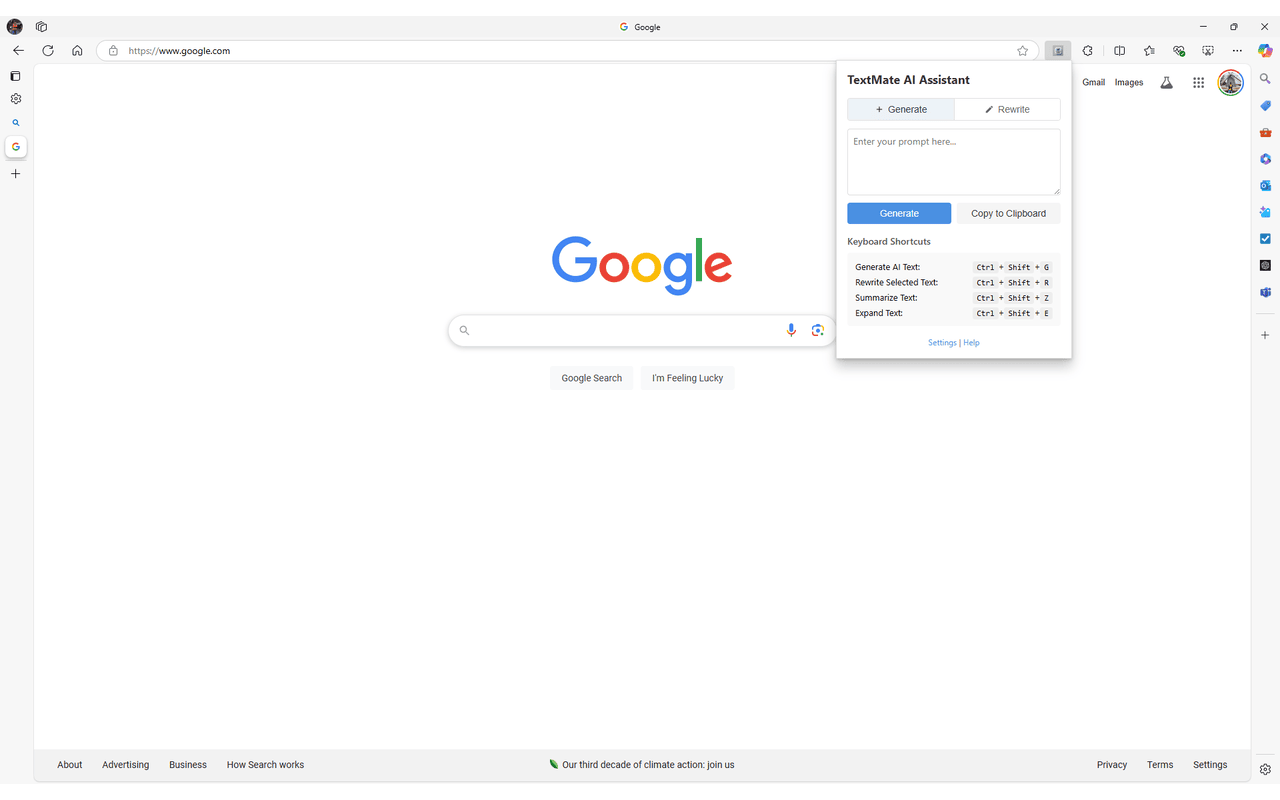 Google
https://www.google.com
TextMate AI Assistant
+ Generate
Rewrite
Enter your prompt here...
Generate
Copy to Clipboard
Keyboard Shortcuts
Generate AI Text: Ctrl + Shift + G
Rewrite Selected Text: Ctrl + Shift + R
Summarize Text: Ctrl + Shift + Z
Expand Text: Ctrl + Shift + E
Settings | Help
Gmail Images
Google
Google Search I'm Feeling Lucky
About Advertising Business How Search works
Our third decade of climate action: join us
Privacy Terms Settings